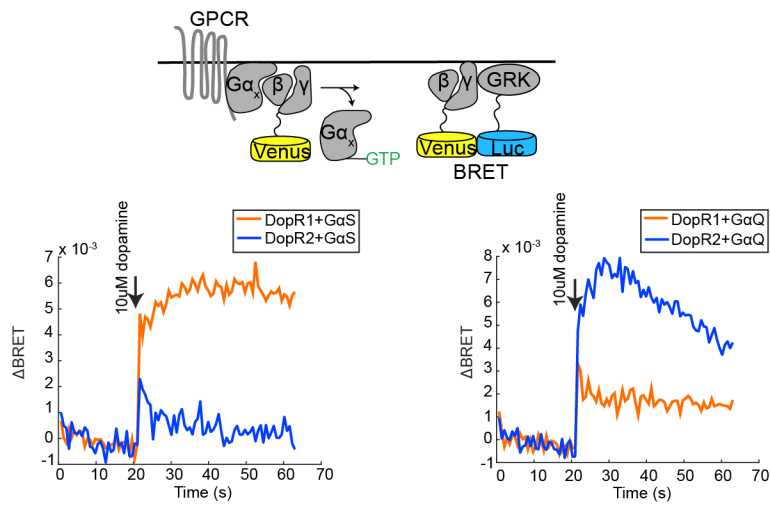 GPCR
Gαx
β
γ
Venus
Gαx
GTP
β
γ
GRK
Venus
Luc
BRET
DopR1+GαS
DopR2+GαS
x 10-3
10uM dopamine
7
6
5
4
3
2
1
0
-1
ΔBRET
0
10
20
30
40
50
60
70
Time (s)
DopR1+GαQ
DopR2+GαQ
x 10-3
10uM dopamine
8
7
6
5
4
3
2
1
0
-1
ΔBRET
0
10
20
30
40
50
60
70
Time (s)